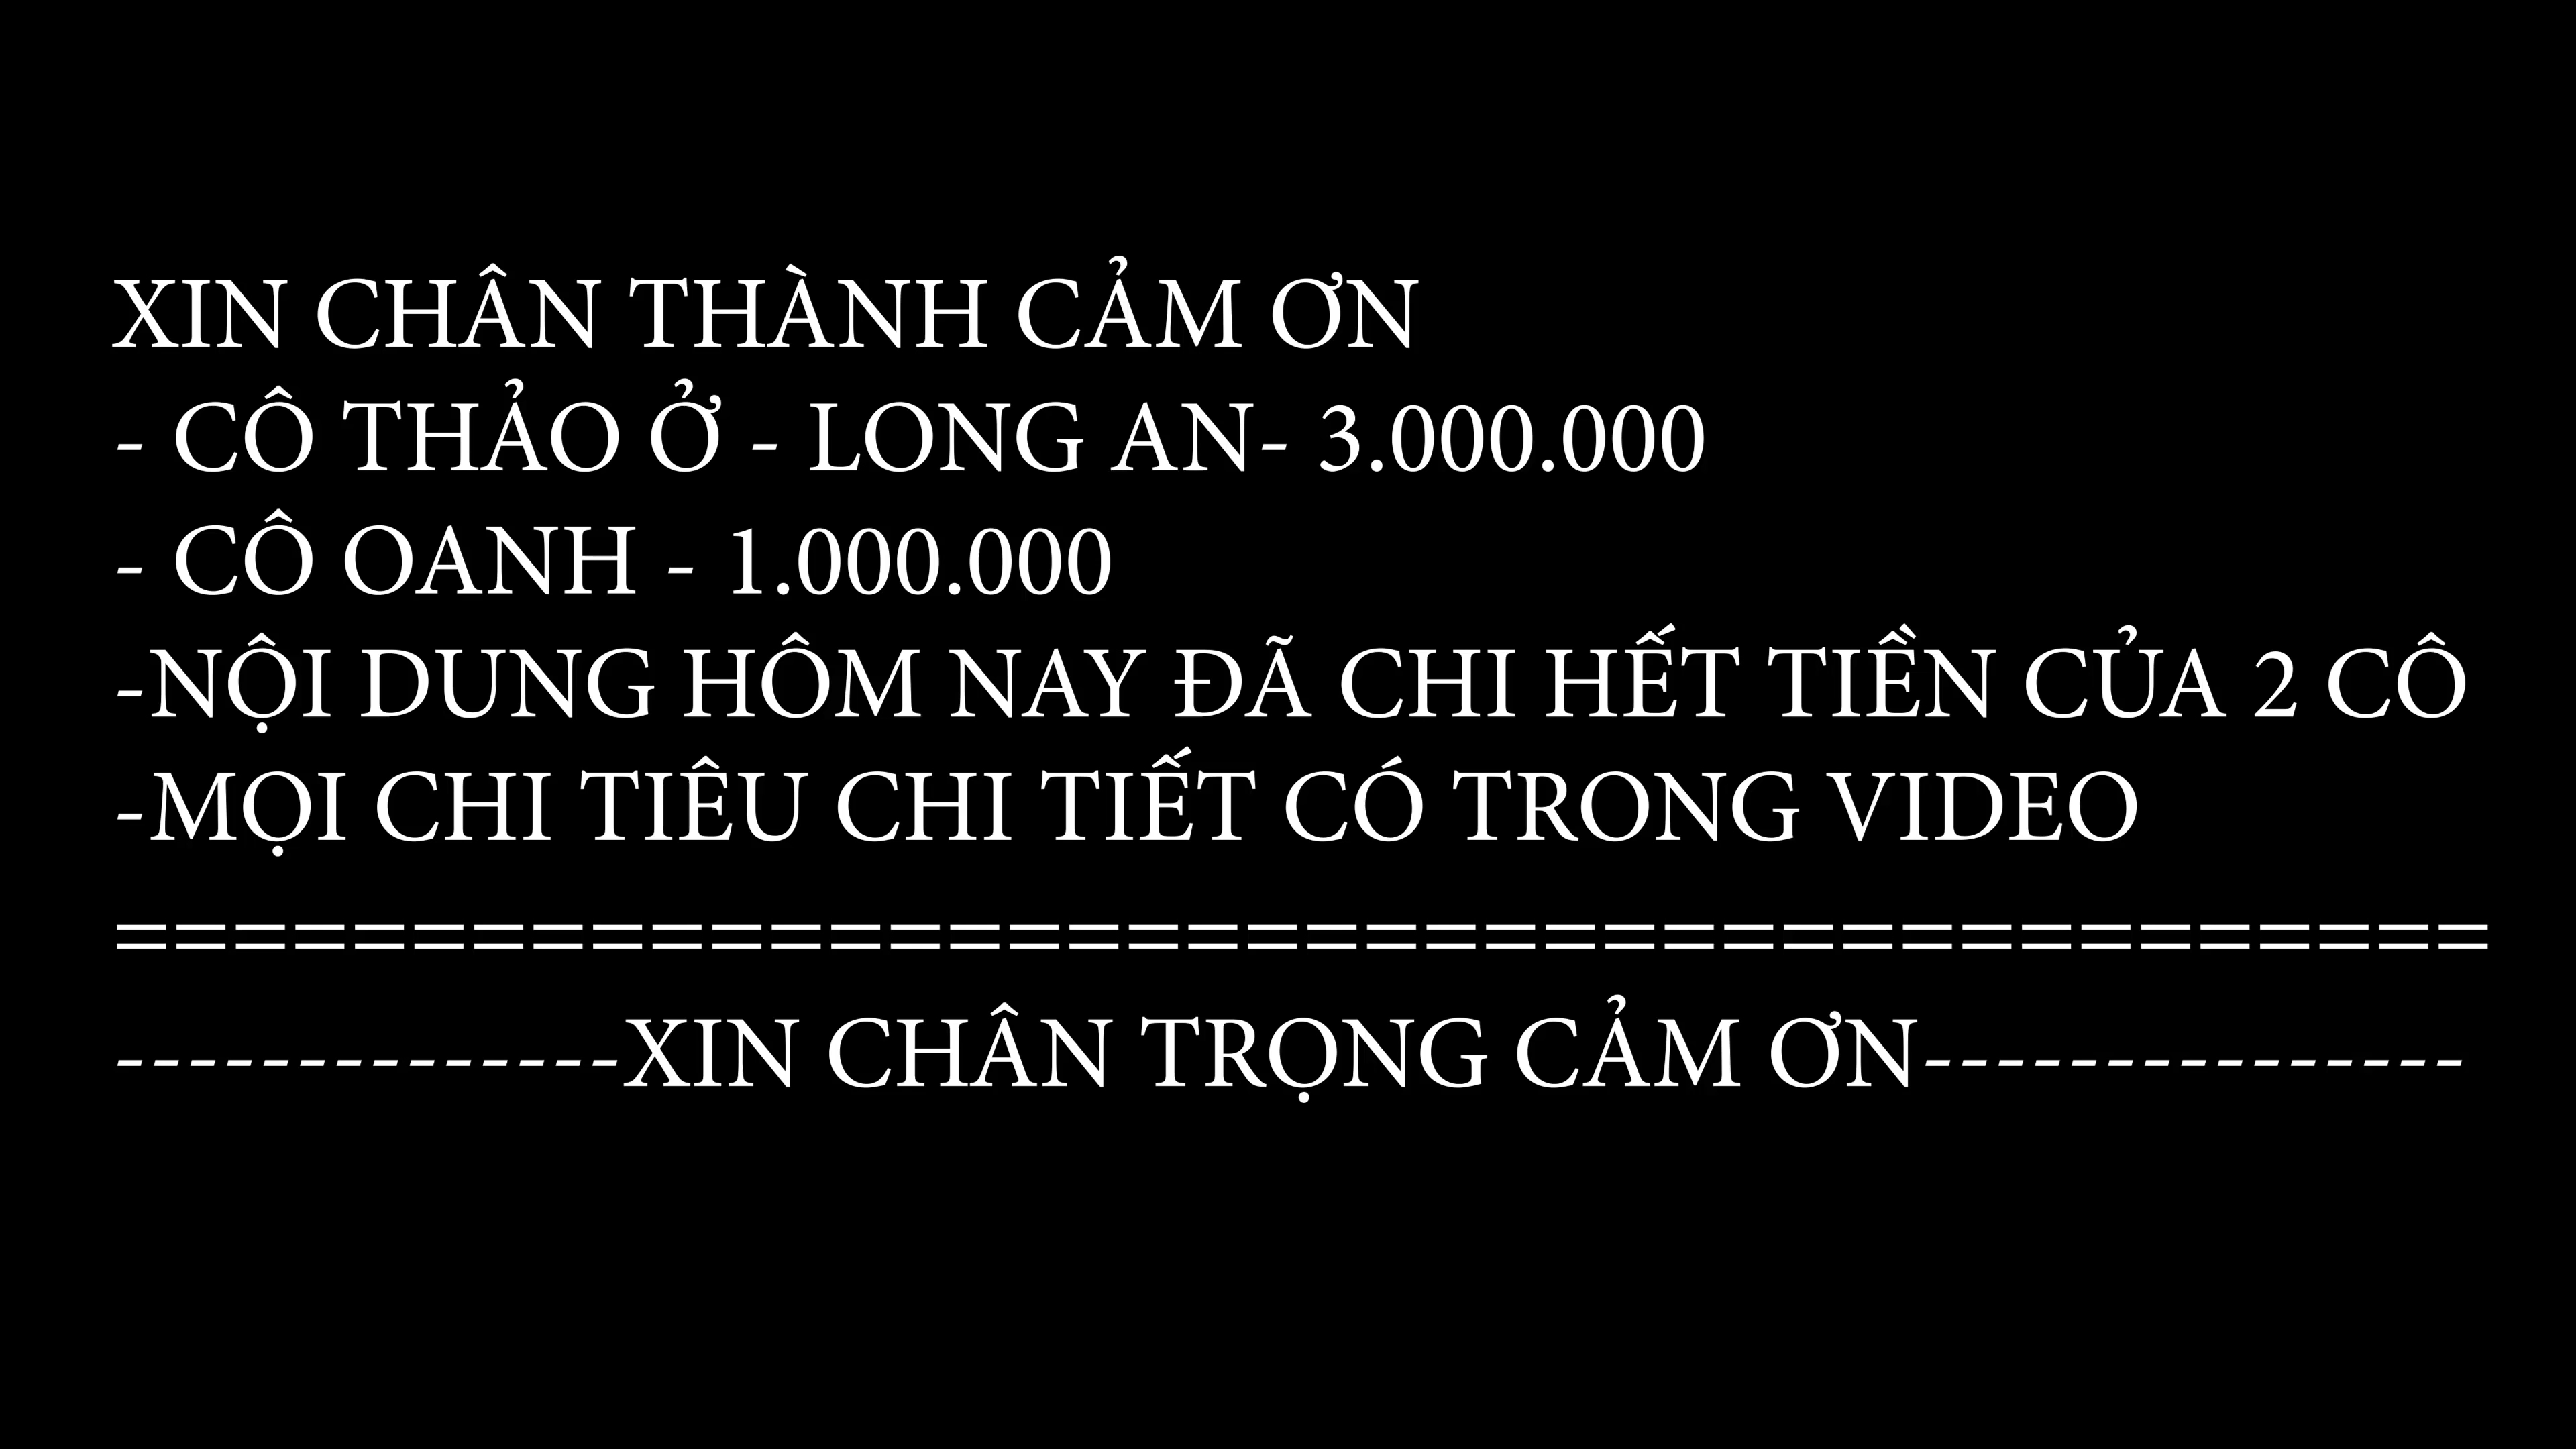 XIN CHÂN THÀNH CẢM ƠN
- CÔ THẢO Ở - LONG AN- 3.000.000
- CÔ OANH - 1.000.000
-NỘI DUNG HÔM NAY ĐÃ CHI HẾT TIỀN CỦA 2 CÔ
-MỌI CHI TIÊU CHI TIẾT CÓ TRONG VIDEO
========================================
--------------XIN CHÂN TRỌNG CẢM ƠN---------------